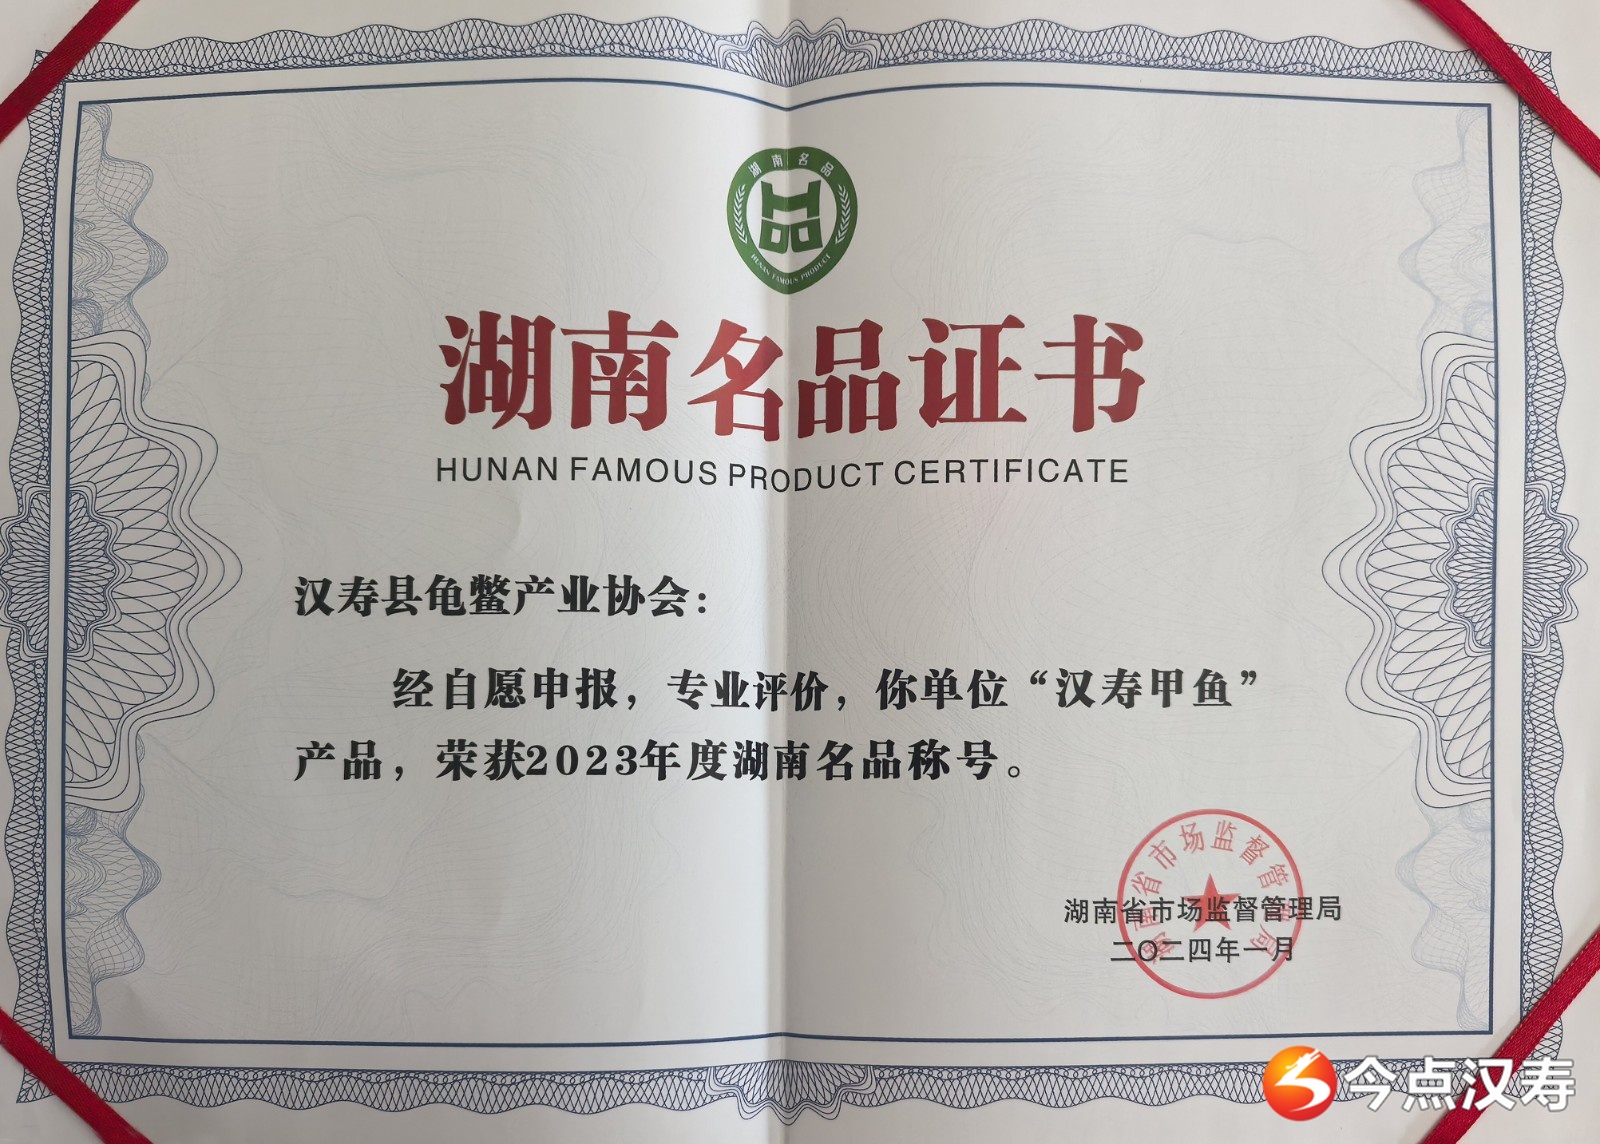 湖南名品
HUNAN FAMOUS PRODUCT
湖南名品证书
HUNAN FAMOUS PRODUCT CERTIFICATE
汉寿县龟鳖产业协会：
经自愿申报，专业评价，你单位“汉寿甲鱼”
产品，荣获2023年度湖南名品称号。
湖南省市场监督管理局
湖南省市场监督管理局
二〇二四年一月
今点汉寿